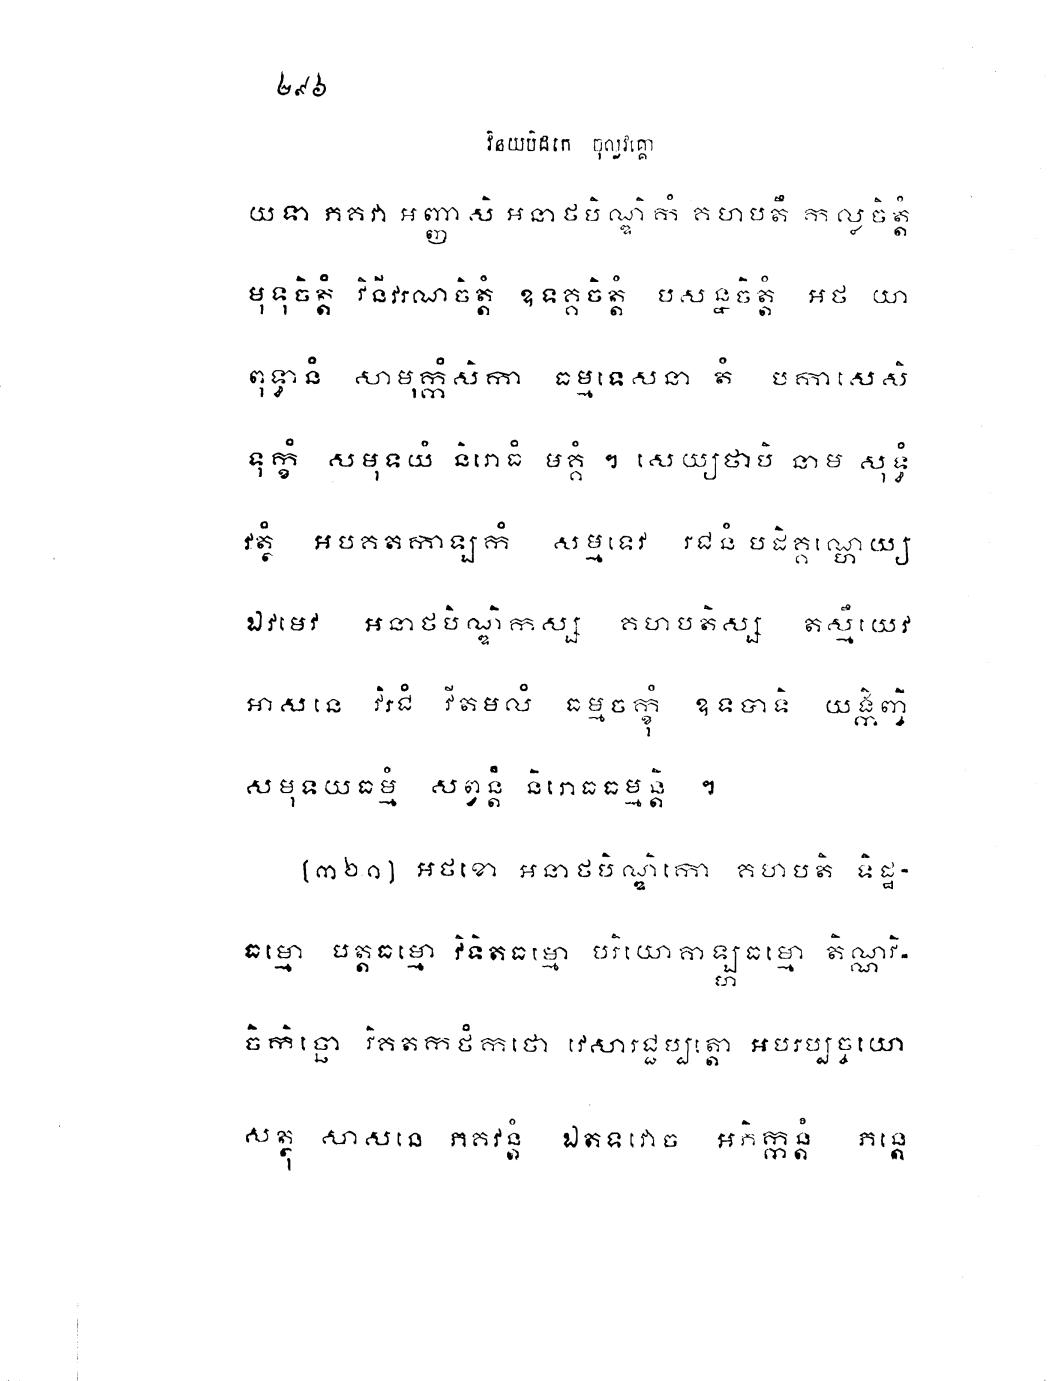 ២៩៦
វិនយបិដកេ ចុល្លវគ្គោ
យទា ភគវា អញ្ញាសិ អនាថបិណ្ឌិកំ គហបតឹ កល្លចិត្តំ
មុទុចិត្តំ វិនីវរណចិត្តំ ឧទគ្គចិត្តំ បសន្នចិត្តំ អថ យា
ពុទ្ធានំ សាមុក្កំសិកា ធម្មទេសនា តំ បកាសេសិ
ទុក្ខំ សមុទយំ និរោធំ មគ្គំ ៗ សេយ្យថាបិ នាម សុទ្ធំ
វត្ថំ អបគតកាឡកំ សម្មទេវ រជនំ បដិគ្គណ្ហេយ្យ
ឯវមេវ អនាថបិណ្ឌិកស្ស គហបតិស្ស តស្មឹយេវ
អាសនេ វិរជំ វីតមលំ ធម្មចក្ខុំ ឧទបាទិ យង្កិញ្ចិ
សមុទយធម្មំ សព្វន្តំ និរោធធម្មន្តិ ៗ
(៣២១) អថខោ អនាថបិណ្ឌិកោ គហបតិ ទិដ្ឋ-
ធម្មោ បត្តធម្មោ វិទិតធម្មោ បរិយោគាឡ្ហធម្មោ តិណ្ណវិ-
ចិកិច្ឆោ វិគតកថំកថោ វេសារជ្ជប្បត្តោ អបរប្បច្ចយោ
សត្ថុ សាសនេ ភគវន្តំ ឯតទវោច អភិក្កន្តំ ភន្តេ